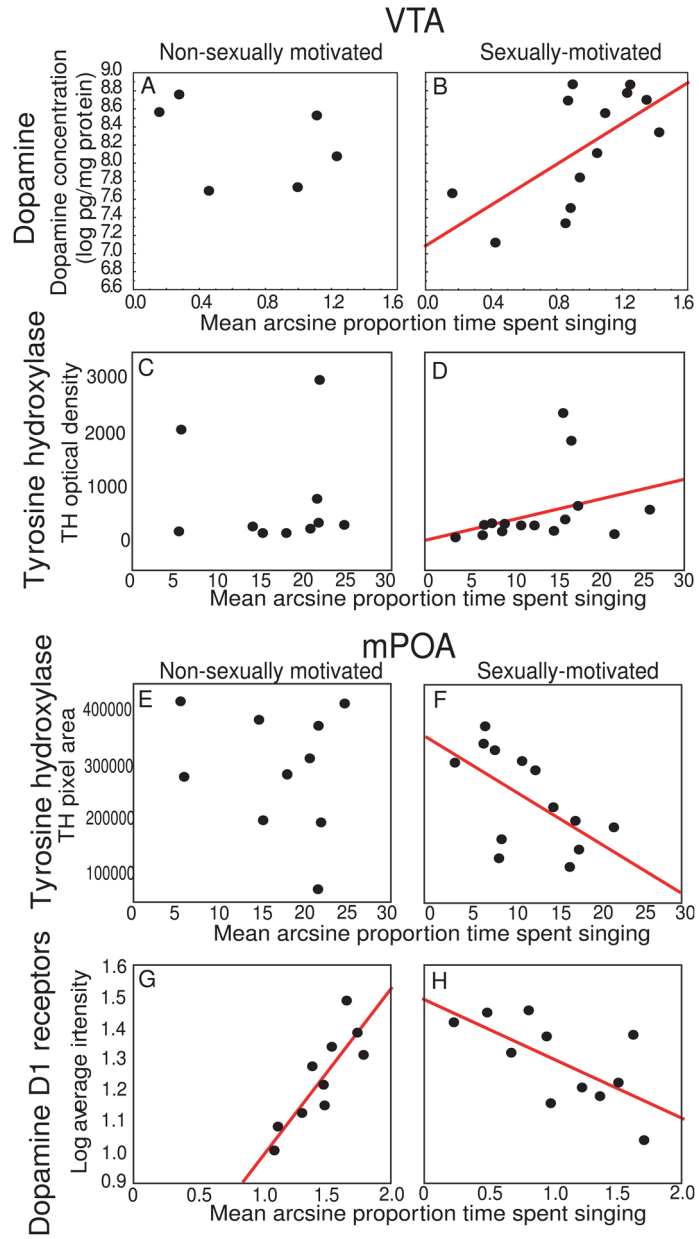 VTA
Non-sexually motivated
Sexually-motivated
Dopamine
Dopamine concentration
(log pg/mg protein)
9.0
8.8
8.6
8.4
8.2
8.0
7.8
7.6
7.4
7.2
7.0
6.8
6.6
A
B
0.0 0.4 0.8 1.2 1.6
0.0 0.4 0.8 1.2 1.6
Mean arcsine proportion time spent singing
Tyrosine hydroxylase
TH optical density
3000
2000
1000
0
C
D
0 5 10 15 20 25 30
0 5 10 15 20 25 30
Mean arcsine proportion time spent singing
mPOA
Non-sexually motivated
Sexually-motivated
Tyrosine hydroxylase
TH pixel area
400000
300000
200000
100000
E
F
0 5 10 15 20 25 30
0 5 10 15 20 25 30
Mean arcsine proportion time spent singing
Dopamine D1 receptors
Log average intensity
1.6
1.5
1.4
1.3
1.2
1.1
1.0
0.9
G
H
0 0.5 1.0 1.5 2.0
0 0.5 1.0 1.5 2.0
Mean arcsine proportion time spent singing